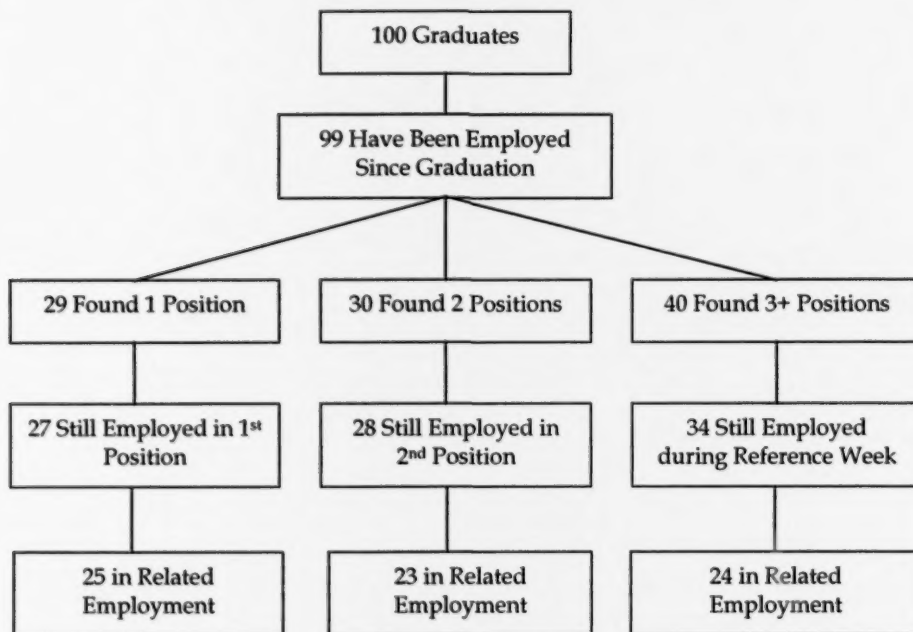 100 Graduates
99 Have Been Employed
Since Graduation
29 Found 1 Position
30 Found 2 Positions
40 Found 3+ Positions
27 Still Employed in 1st
Position
28 Still Employed in
2nd Position
34 Still Employed
during Reference Week
25 in Related
Employment
23 in Related
Employment
24 in Related
Employment